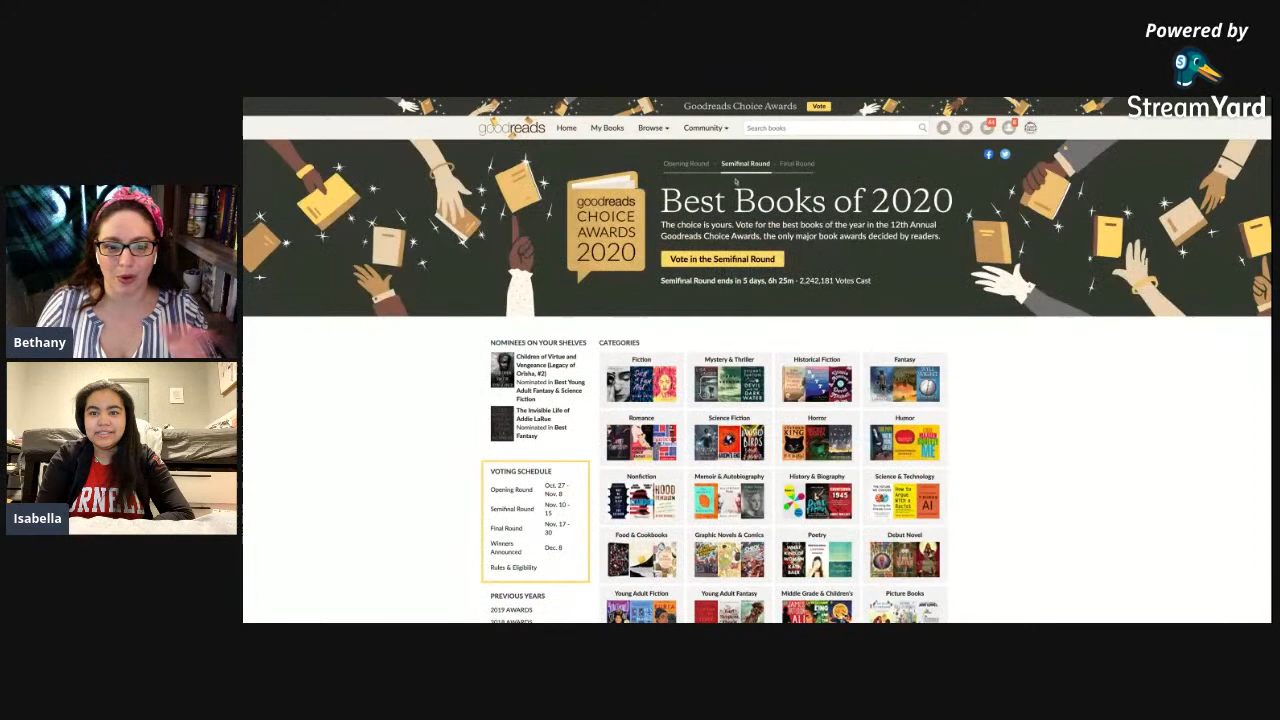 Powered by
StreamYard
Goodreads Choice Awards Vote
goodreads Home My Books Browse Community Search books
Opening Round Semifinal Round Final Round
goodreads
CHOICE
AWARDS
2020
Best Books of 2020
The choice is yours. Vote for the best books of the year in the 12th Annual
Goodreads Choice Awards, the only major book awards decided by readers.
Vote in the Semifinal Round
Semifinal Round ends in 5 days, 6h 25m · 2,242,181 Votes Cast
Bethany
Isabella
CORNELL
NOMINEES ON YOUR SHELVES
Children of Virtue and
Vengeance (Legacy of
Orïsha, #2)
Nominated in Best Young
Adult Fantasy & Science
Fiction
The Invisible Life of
Addie LaRue
Nominated in Best
Fantasy
VOTING SCHEDULE
Opening Round Oct. 27 -
Nov. 8
Semifinal Round Nov. 10 -
15
Final Round Nov. 17 -
30
Winners
Announced Dec. 8
Rules & Eligibility
PREVIOUS YEARS
2019 AWARDS
2018 AWARDS
CATEGORIES
Fiction Mystery & Thriller Historical Fiction Fantasy
Romance Science Fiction Horror Humor
Nonfiction Memoir & Autobiography History & Biography Science & Technology
Food & Cookbooks Graphic Novels & Comics Poetry Debut Novel
Young Adult Fiction Young Adult Fantasy Middle Grade & Children's Picture Books